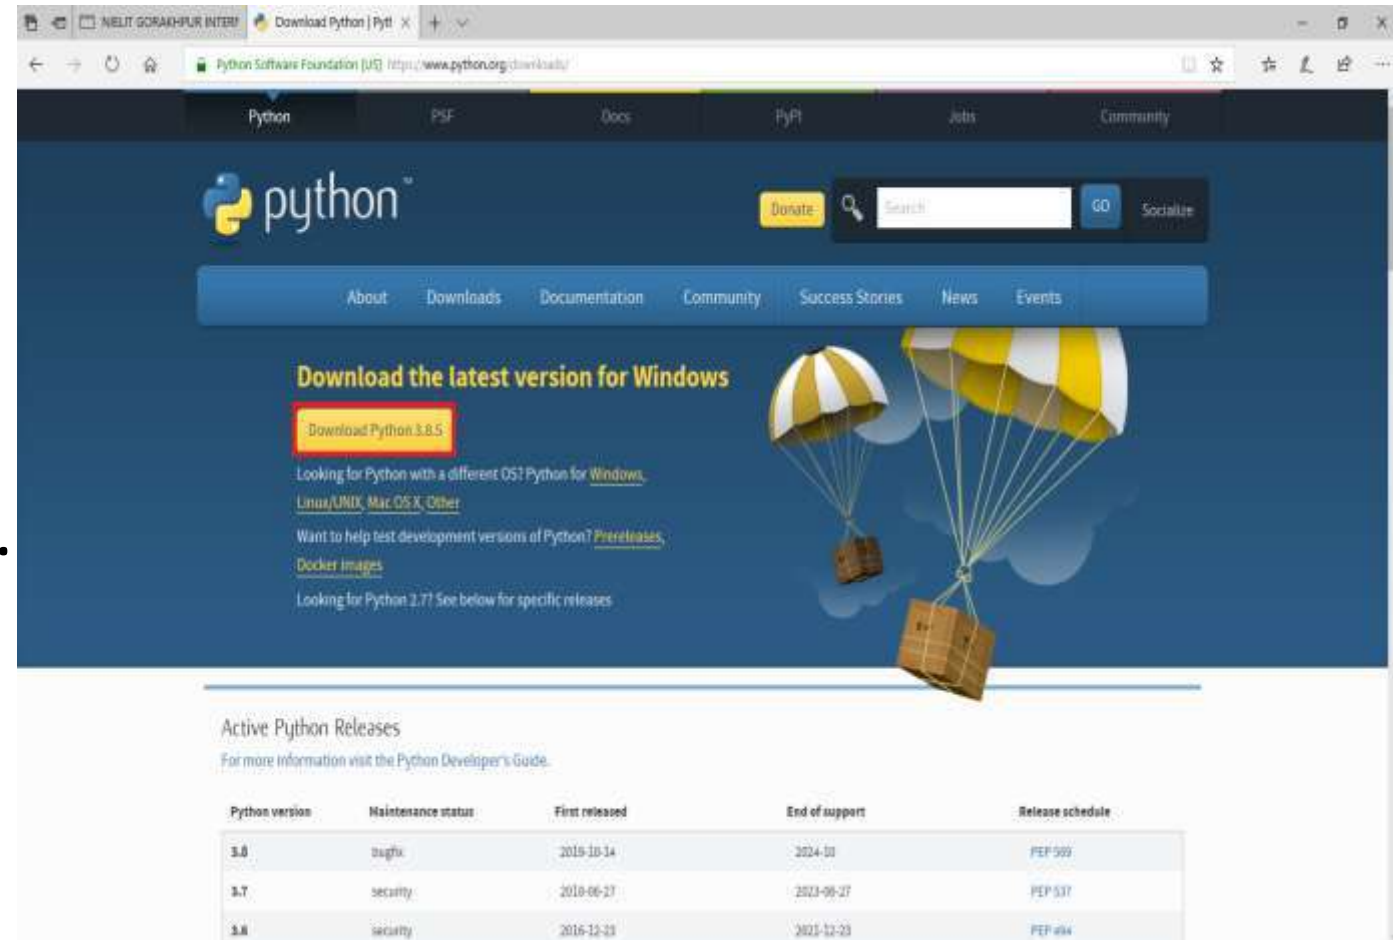 NIELIT GORAKHPUR INTERN
Download Python | Pyth
Python Software Foundation [US] https://www.python.org/downloads/
Python PSF Docs PyPI Jobs Community
python™
Donate Search GO Socialize
About Downloads Documentation Community Success Stories News Events
Download the latest version for Windows
Download Python 3.8.5
Looking for Python with a different OS? Python for Windows,
Linux/UNIX, Mac OS X, Other
Want to help test development versions of Python? Prereleases,
Docker images
Looking for Python 2.7? See below for specific releases
Active Python Releases
For more information visit the Python Developer's Guide.
Python version Maintenance status First released End of support Release schedule
3.8 bugfix 2019-10-14 2024-10 PEP 569
3.7 security 2018-06-27 2023-06-27 PEP 537
3.6 security 2016-12-23 2021-12-23 PEP 494